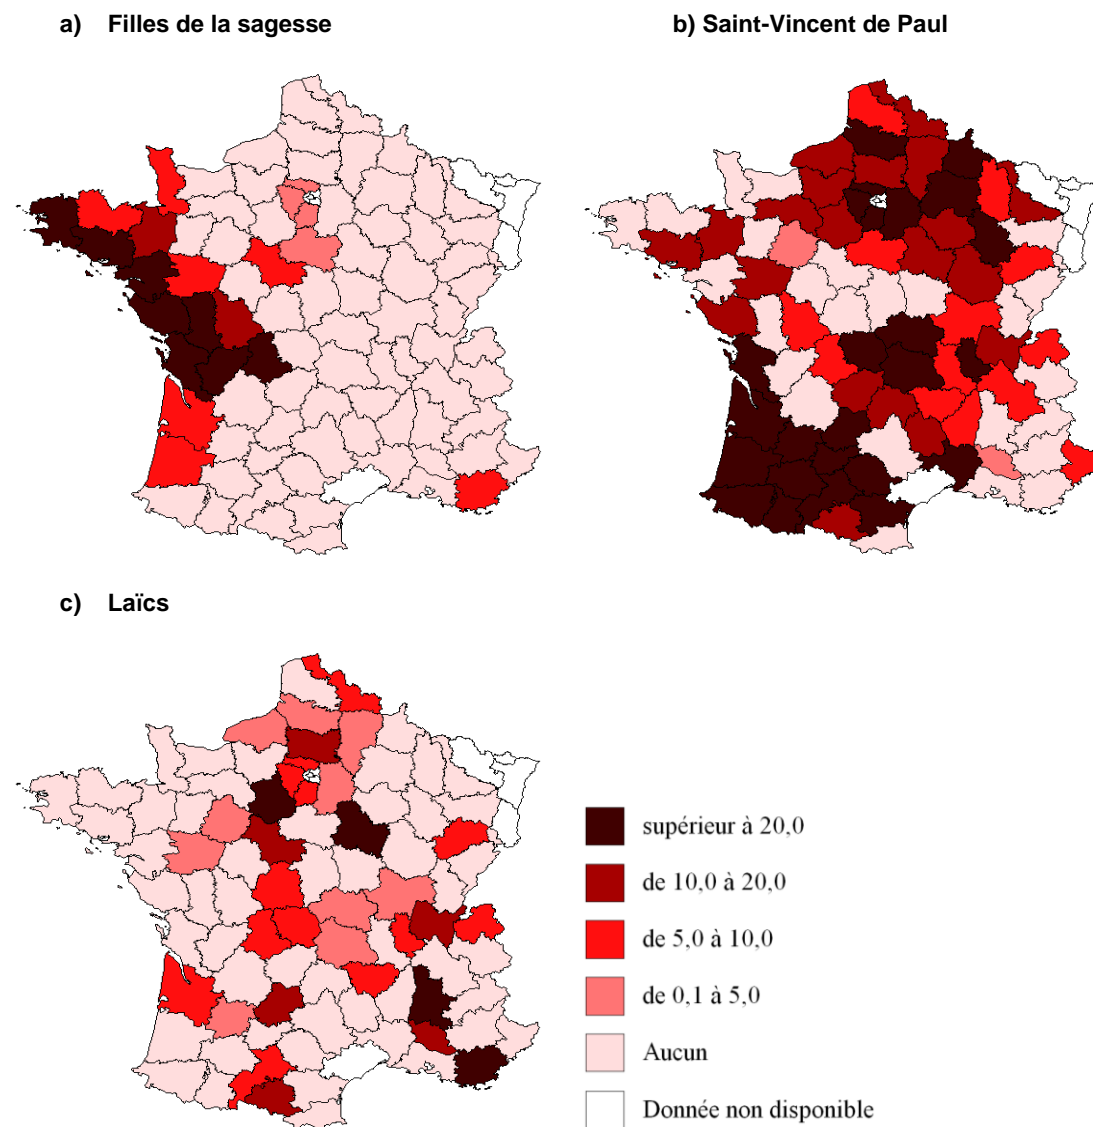 a) Filles de la sagesse
b) Saint-Vincent de Paul
c) Laïcs
supérieur à 20,0
de 10,0 à 20,0
de 5,0 à 10,0
de 0,1 à 5,0
Aucun
Donnée non disponible